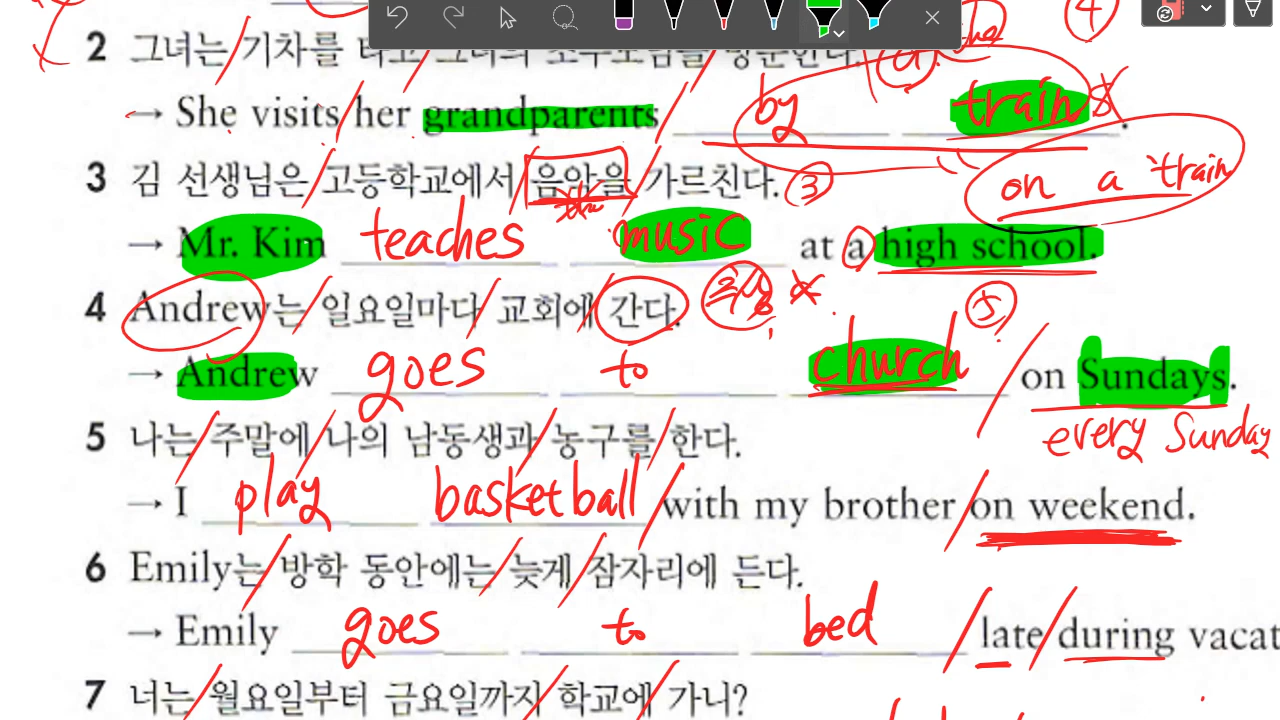 ④
2 그녀는/기차를 타고/그녀의 조부모님을/방문한다. the
→ She visits/her grandparents/ by train.
on a train
3 김 선생님은/고등학교에서/음악을/가르친다. ③
→ Mr. Kim teaches music at a high school.
4 Andrew는/일요일마다/교회에/간다. ⑤
→ Andrew goes to church/on Sundays.
every Sunday
5 나는/주말에/나의 남동생과/농구를/한다.
→ I play basketball/with my brother/on weekend.
6 Emily는/방학 동안에는/늦게/잠자리에 든다.
→ Emily goes to bed/late/during vacat
7 너는/월요일부터 금요일까지/학교에/가니?